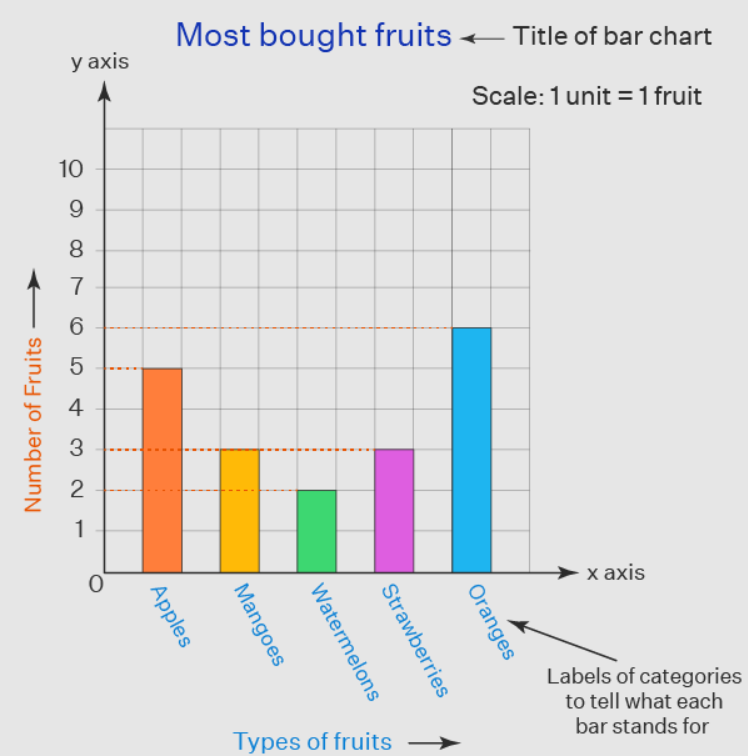 Most bought fruits
Title of bar chart
y axis
Scale: 1 unit = 1 fruit
10
9
8
7
6
5
4
3
2
1
0
Number of Fruits
x axis
Apples
Mangoes
Watermelons
Strawberries
Oranges
Labels of categories
to tell what each
bar stands for
Types of fruits